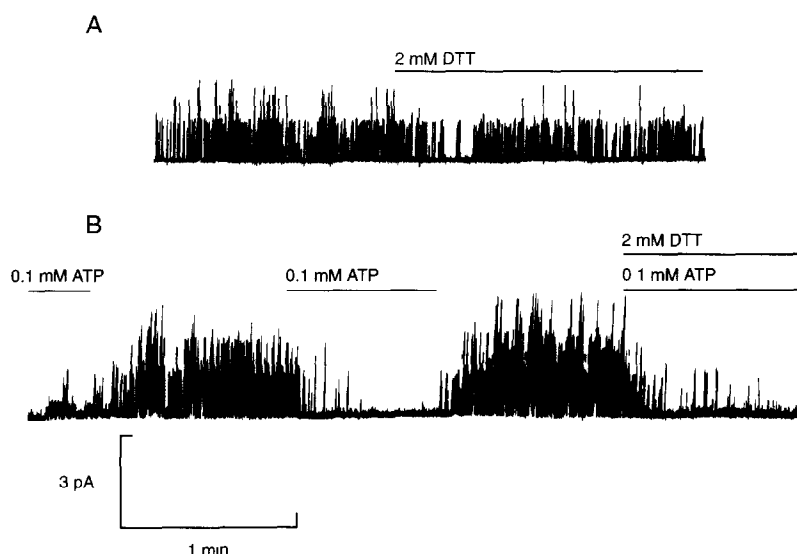 A
2 mM DTT
B
2 mM DTT
0.1 mM ATP
0.1 mM ATP
0 1 mM ATP
3 pA
1 min